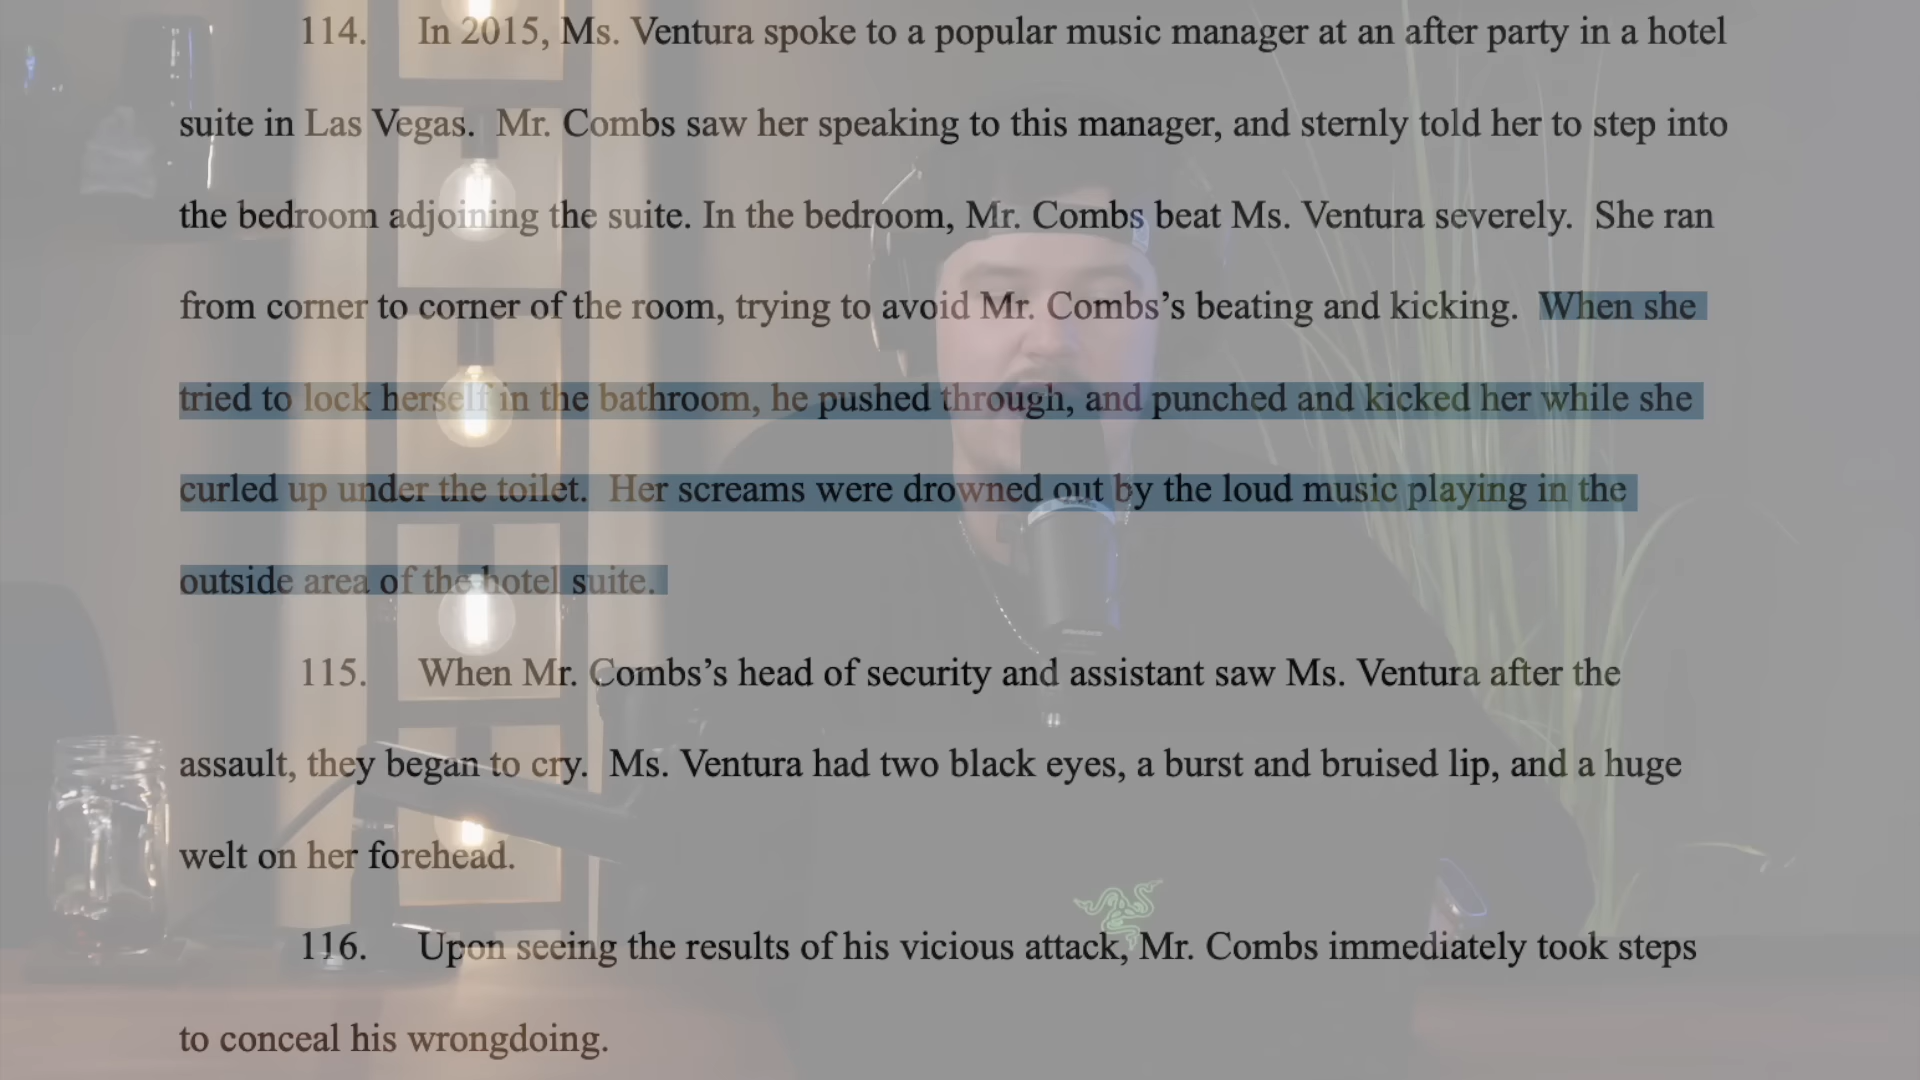 114. In 2015, Ms. Ventura spoke to a popular music manager at an after party in a hotel
suite in Las Vegas. Mr. Combs saw her speaking to this manager, and sternly told her to step into
the bedroom adjoining the suite. In the bedroom, Mr. Combs beat Ms. Ventura severely. She ran
from corner to corner of the room, trying to avoid Mr. Combs’s beating and kicking. When she
tried to lock herself in the bathroom, he pushed through, and punched and kicked her while she
curled up under the toilet. Her screams were drowned out by the loud music playing in the
outside area of the hotel suite.
115. When Mr. Combs’s head of security and assistant saw Ms. Ventura after the
assault, they began to cry. Ms. Ventura had two black eyes, a burst and bruised lip, and a huge
welt on her forehead.
116. Upon seeing the results of his vicious attack, Mr. Combs immediately took steps
to conceal his wrongdoing.